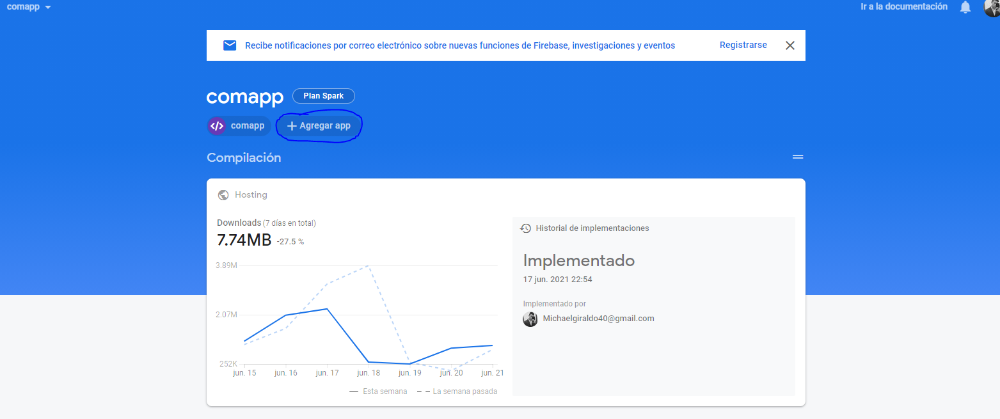 comapp
Ir a la documentación
Recibe notificaciones por correo electrónico sobre nuevas funciones de Firebase, investigaciones y eventos
Registrarse
comapp
Plan Spark
comapp
Agregar app
Compilación
Hosting
Downloads (7 días en total)
7.74MB -27.5 %
3.89M
2.07M
252K
jun. 15 jun. 16 jun. 17 jun. 18 jun. 19 jun. 20 jun. 21
Esta semana La semana pasada
Historial de implementaciones
Implementado
17 jun. 2021 22:54
Implementado por
Michaelgiraldo40@gmail.com